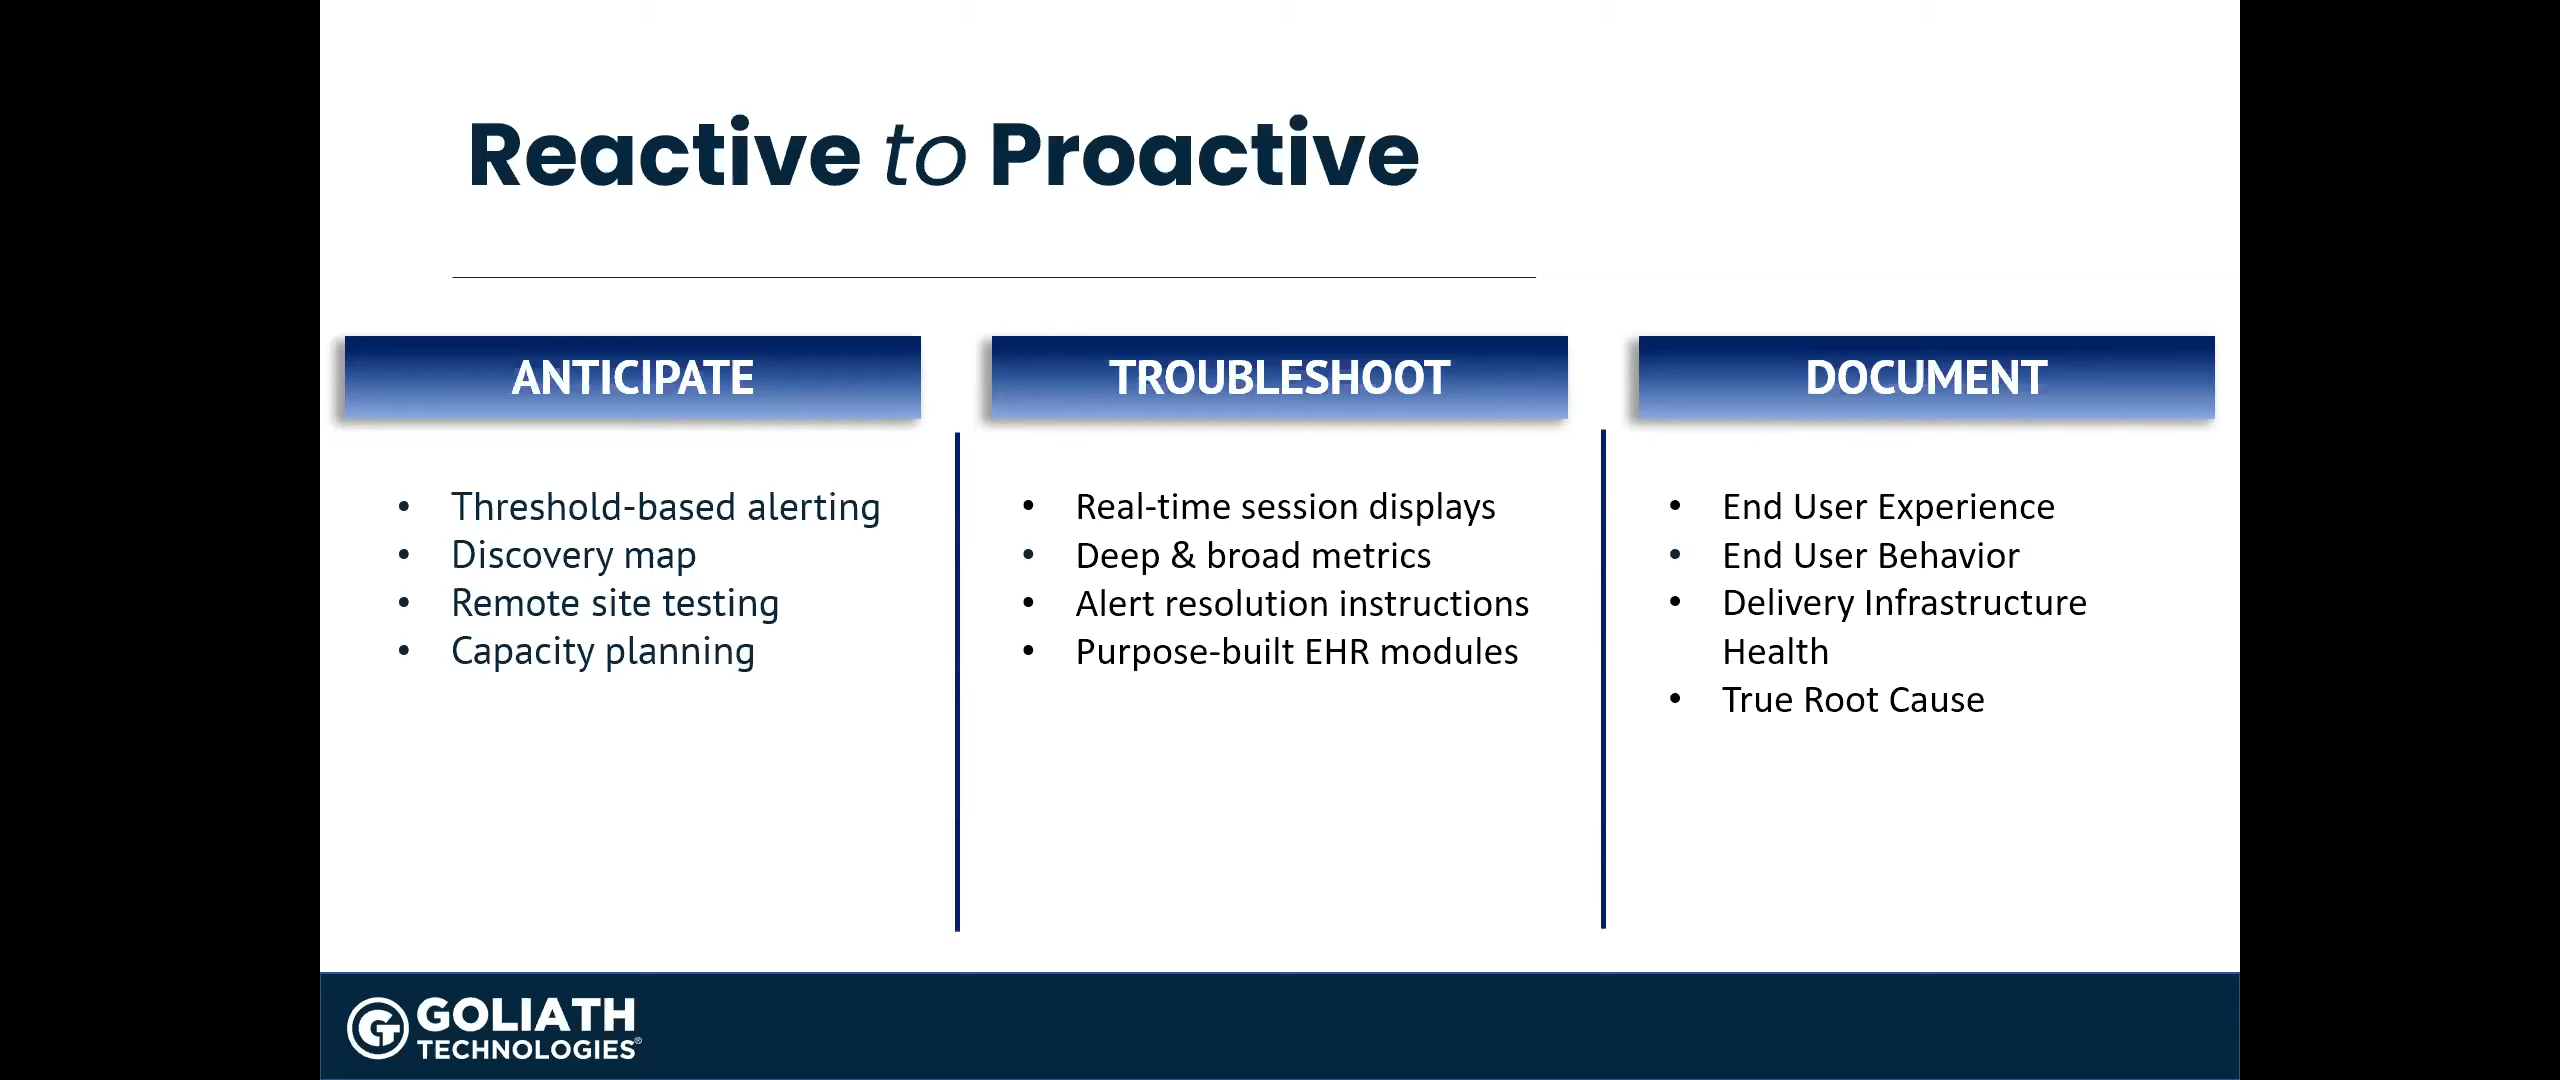 Reactive to Proactive
ANTICIPATE
• Threshold-based alerting
• Discovery map
• Remote site testing
• Capacity planning
TROUBLESHOOT
• Real-time session displays
• Deep & broad metrics
• Alert resolution instructions
• Purpose-built EHR modules
DOCUMENT
• End User Experience
• End User Behavior
• Delivery Infrastructure
Health
• True Root Cause
GOLIATH
TECHNOLOGIES®